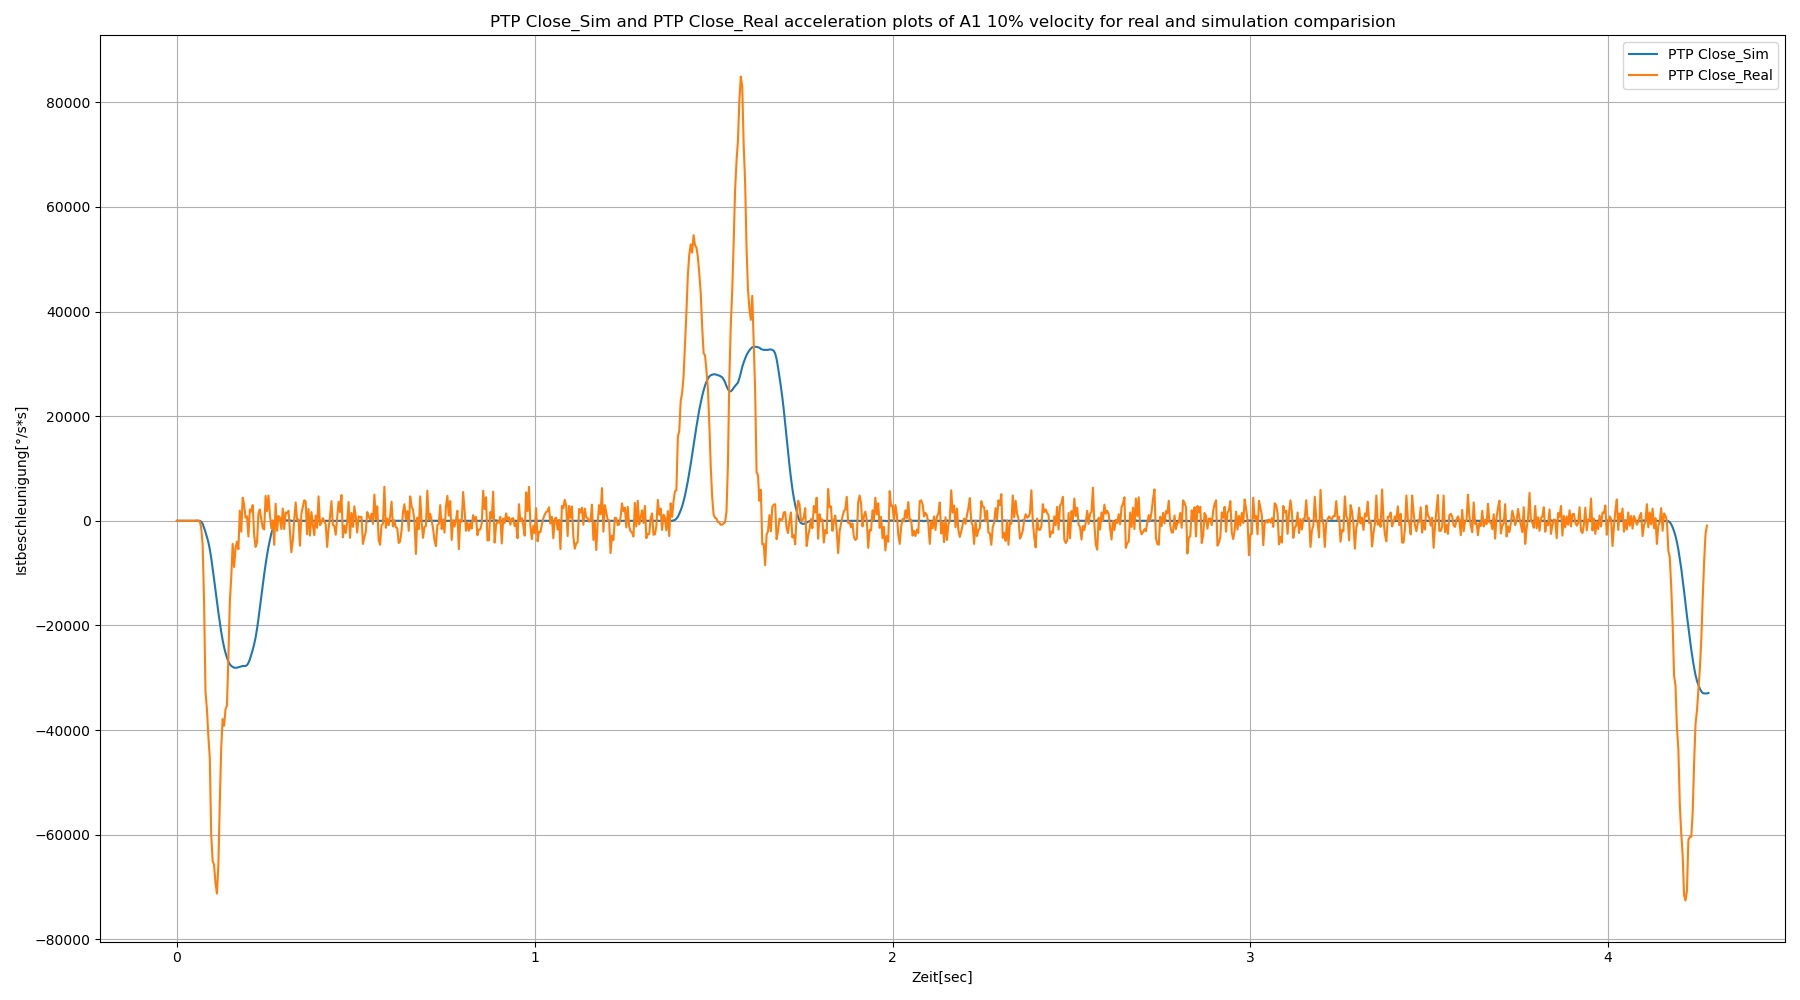 PTP Close_Sim and PTP Close_Real acceleration plots of A1 10% velocity for real and simulation comparision
PTP Close_Sim
PTP Close_Real
Istbeschleunigung[°/s*s]
80000
60000
40000
20000
0
−20000
−40000
−60000
−80000
0
1
2
3
4
Zeit[sec]